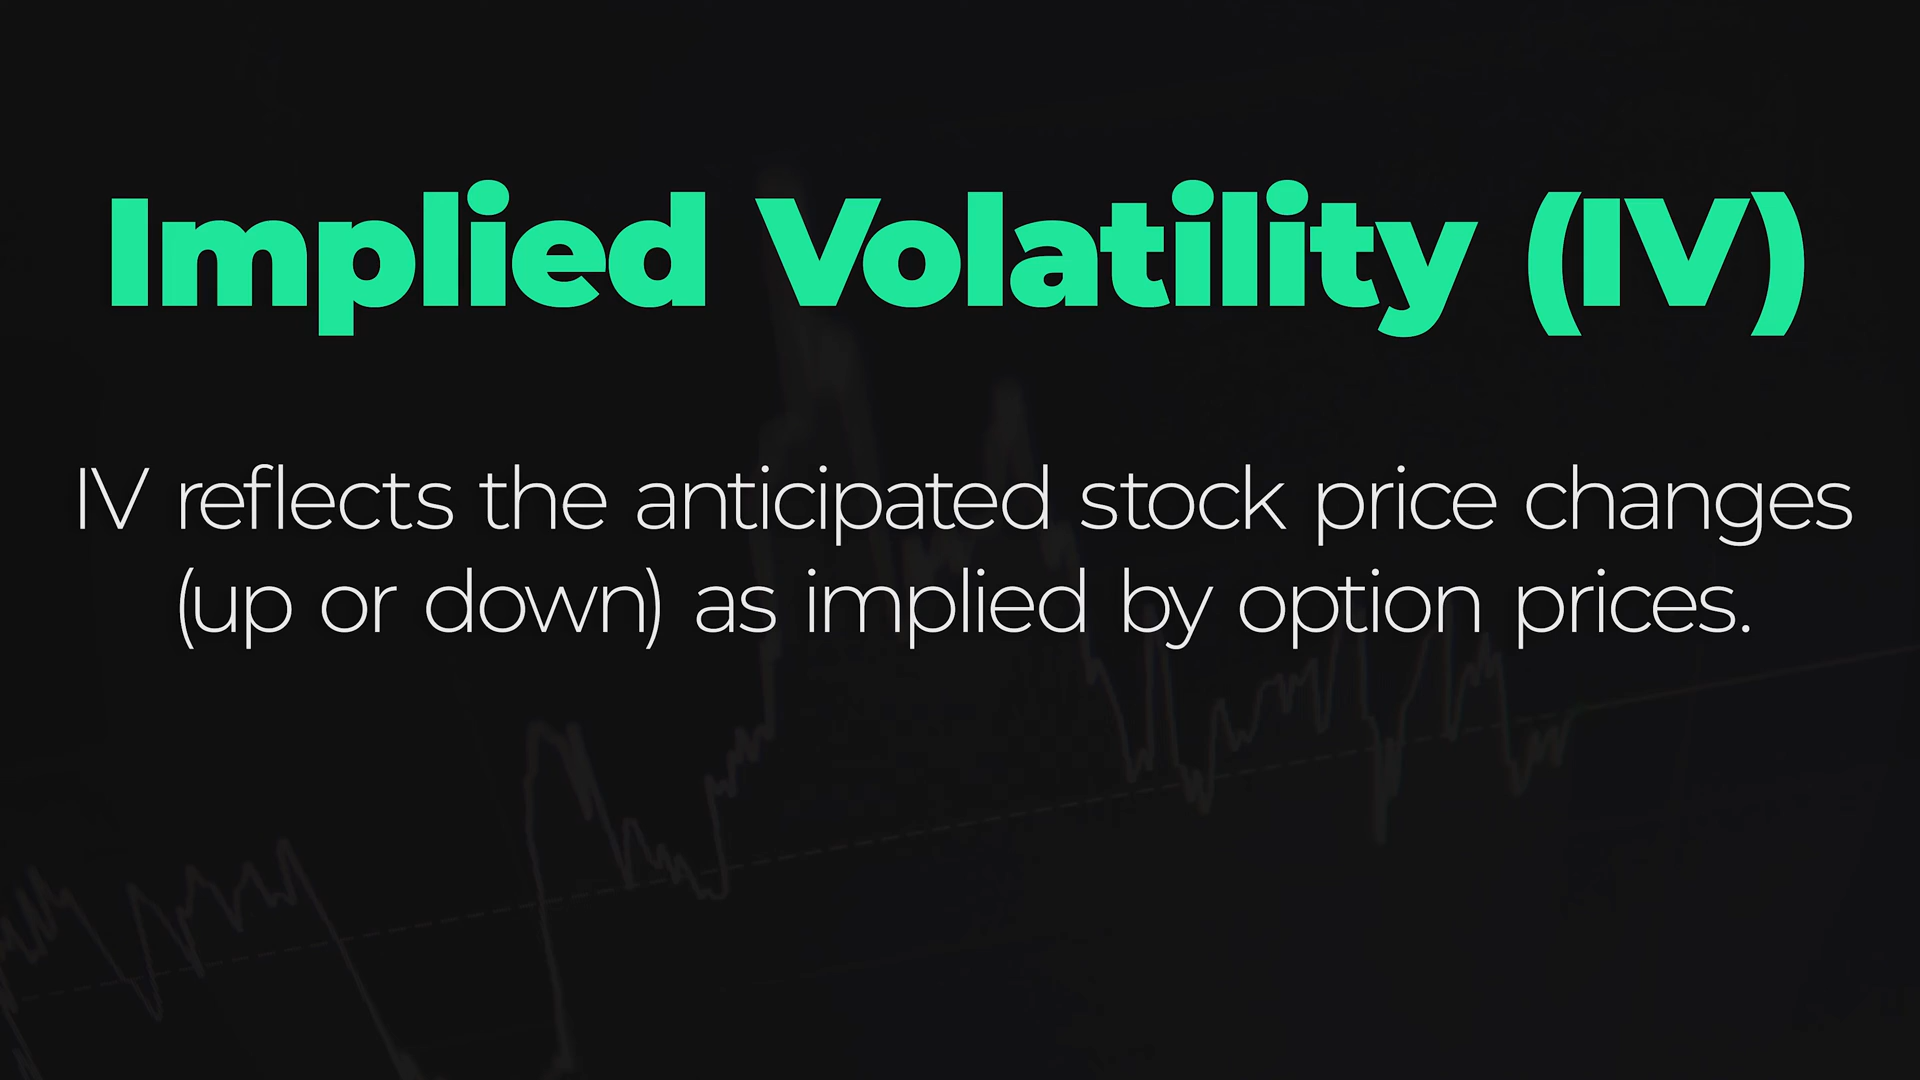 Implied Volatility (IV)
IV reflects the anticipated stock price changes
(up or down) as implied by option prices.